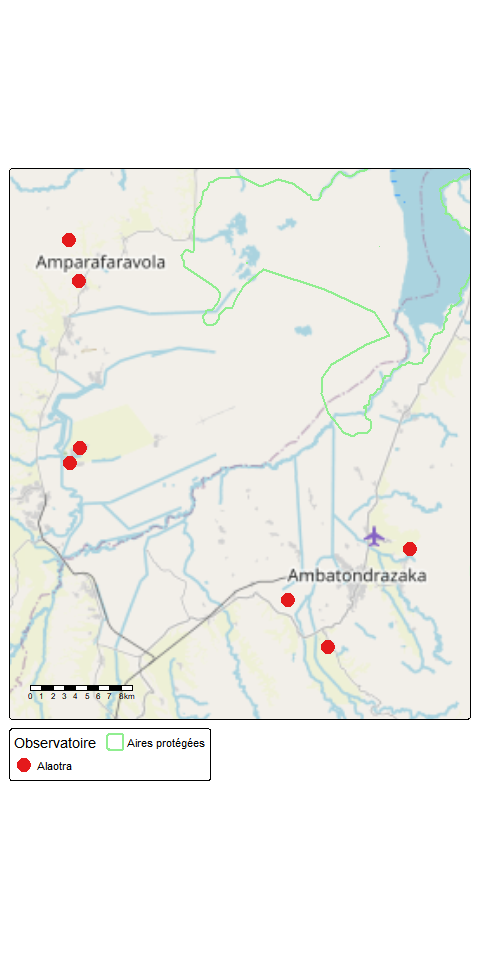 Amparafaravola
Ambatondrazaka
0 1 2 3 4 5 6 7 8km
Observatoire
Aires protégées
Alaotra